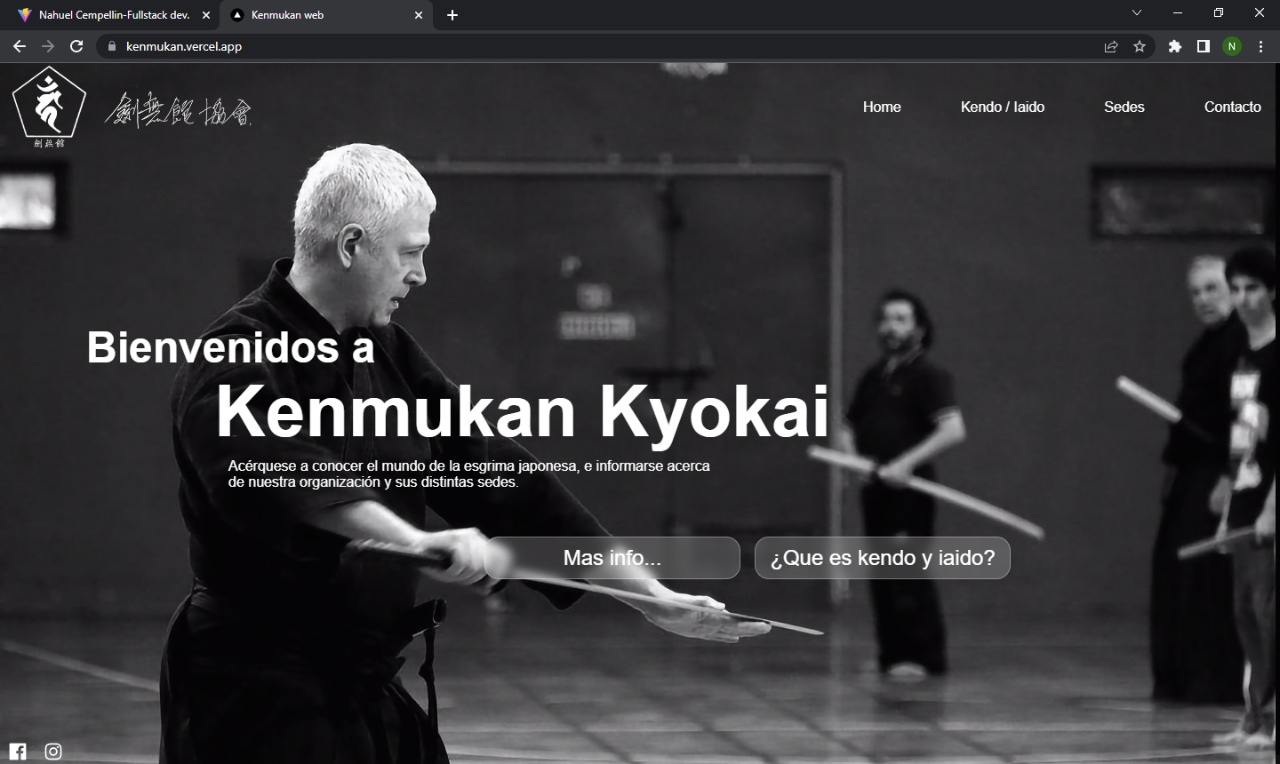 Nahuel Cempellin-Fullstack dev.
Kenmukan web
kenmukan.vercel.app
N
劍無館
劍無館協會
Home
Kendo / Iaido
Sedes
Contacto
Bienvenidos a
Kenmukan Kyokai
Acérquese a conocer el mundo de la esgrima japonesa, e informarse acerca
de nuestra organización y sus distintas sedes.
Mas info...
¿Que es kendo y iaido?